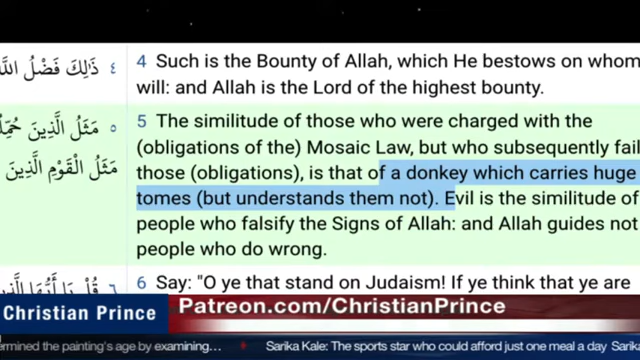 ٤ ذَٰلِكَ فَضْلُ
4 Such is the Bounty of Allah, which He bestows on whom
will: and Allah is the Lord of the highest bounty.
٥ مَثَلُ الَّذِينَ
5 The similitude of those who were charged with the
(obligations of the) Mosaic Law, but who subsequently fail
مَثَلُ الْقَوْمِ الَّذِينَ
those (obligations), is that of a donkey which carries huge
tomes (but understands them not). Evil is the similitude of
people who falsify the Signs of Allah: and Allah guides not
people who do wrong.
٦ قُلْ يَا أَيُّهَا
6 Say: "O ye that stand on Judaism! If ye think that ye are
Christian Prince Patreon.com/ChristianPrince
ermined the painting's age by examining... Sarika Kale: The sports star who could afford just one meal a day Sarik